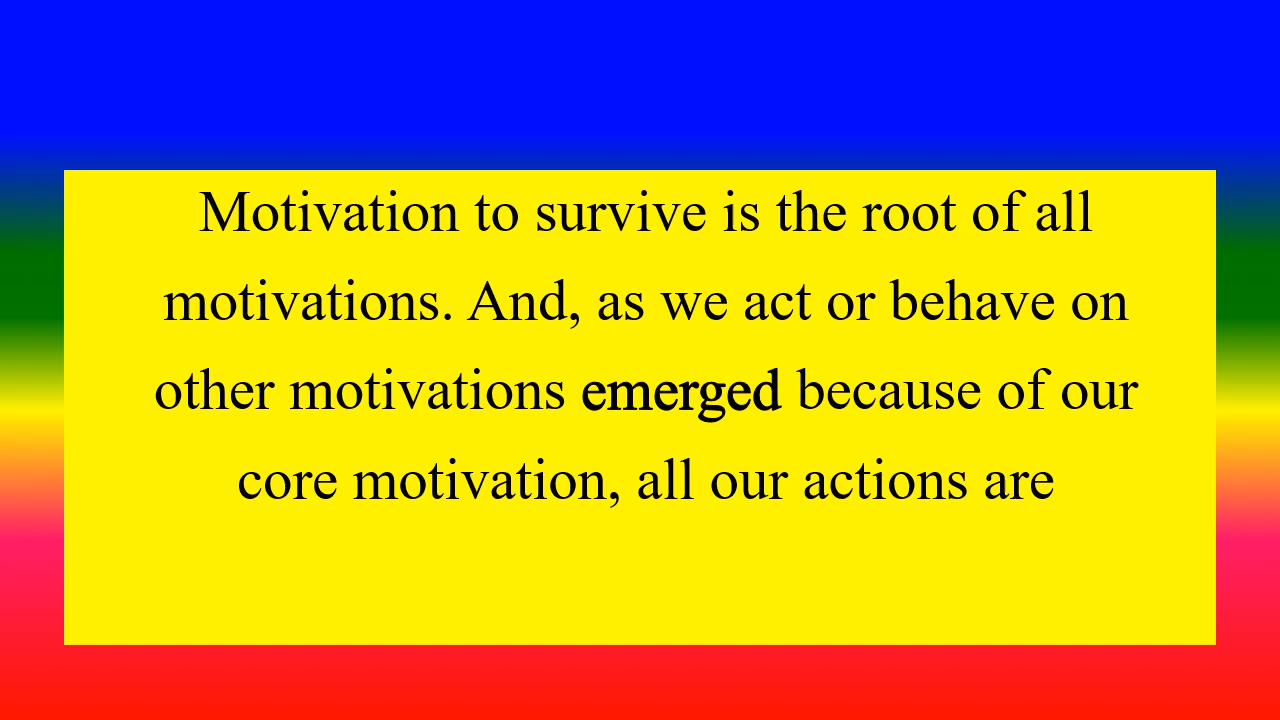 Motivation to survive is the root of all
motivations. And, as we act or behave on
other motivations emerged because of our
core motivation, all our actions are